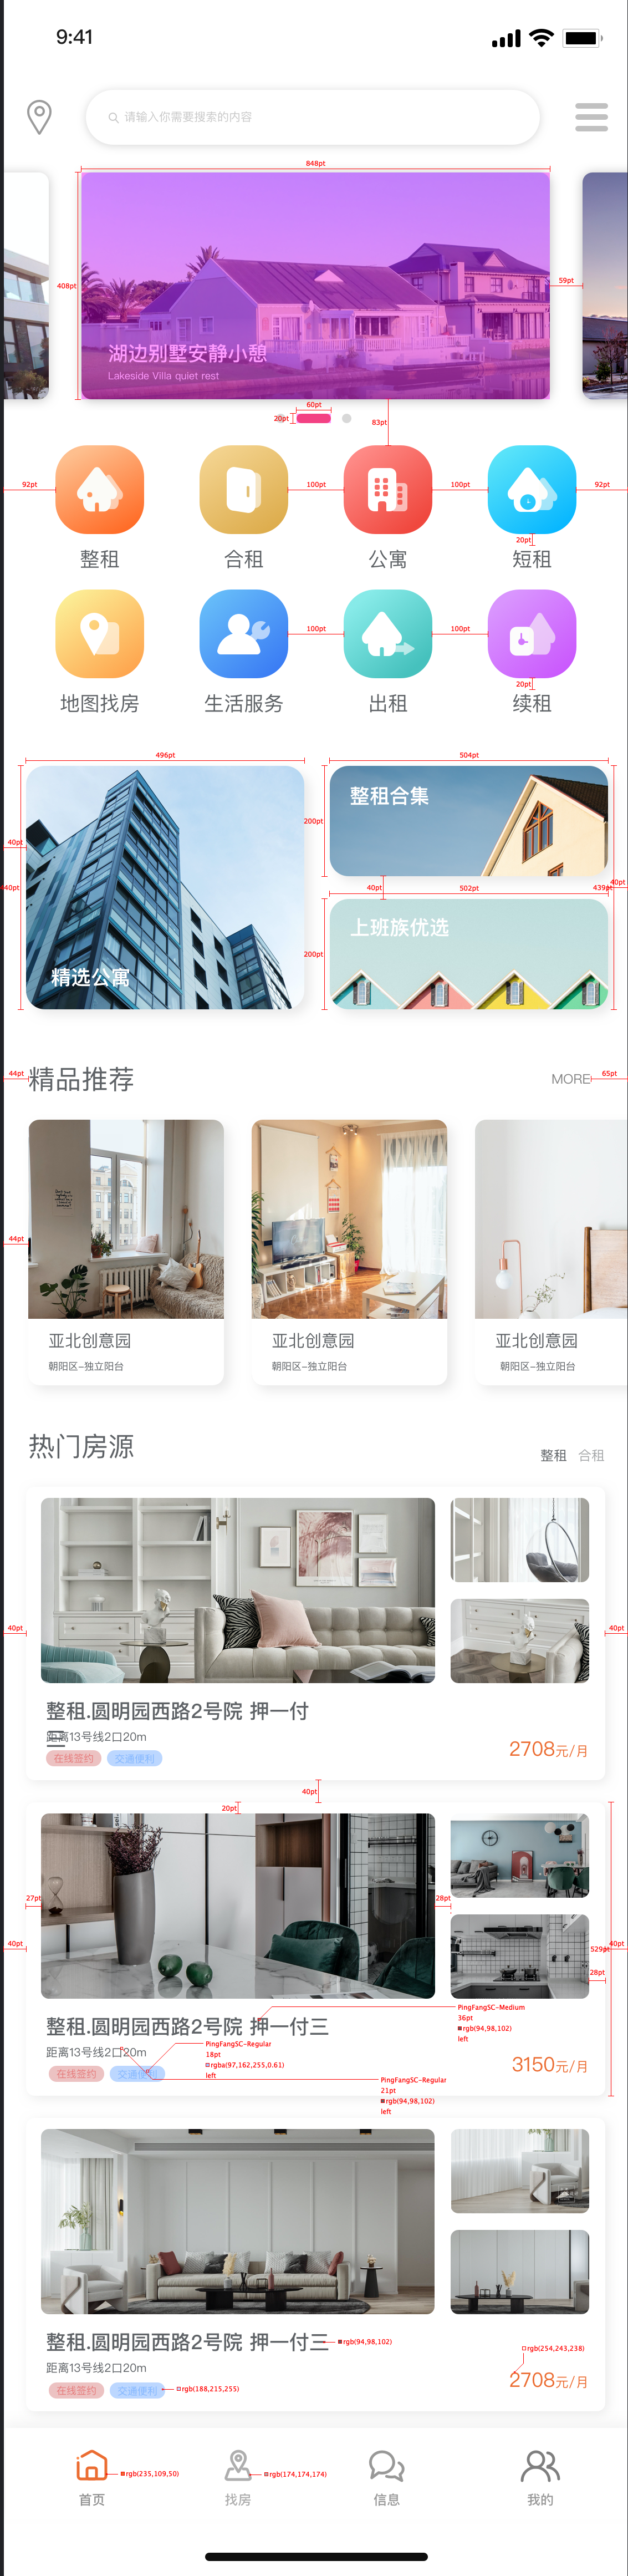 9:41
请输入你需要搜索的内容
848pt
408pt
59pt
湖边别墅安静小憩
Lakeside Villa quiet rest
60pt
20pt
83pt
92pt
100pt
100pt
92pt
20pt
整租
合租
公寓
短租
100pt
100pt
20pt
地图找房
生活服务
出租
续租
496pt
504pt
整租合集
200pt
40pt
40pt
502pt
439pt
40pt
上班族优选
200pt
精选公寓
44pt
精品推荐
MORE
65pt
44pt
亚北创意园
亚北创意园
亚北创意园
朝阳区-独立阳台
朝阳区-独立阳台
朝阳区-独立阳台
热门房源
整租
合租
40pt
40pt
整租.圆明园西路2号院 押一付
距离13号线2口20m
在线签约
交通便利
2708元/月
40pt
20pt
27pt
28pt
40pt
529pt
40pt
28pt
整租.圆明园西路2号院 押一付三
PingFangSC-Medium
36pt
rgb(94,98,102)
left
距离13号线2口20m
PingFangSC-Regular
18pt
rgba(97,162,255,0.61)
left
3150元/月
在线签约
交通便利
PingFangSC-Regular
21pt
rgb(94,98,102)
left
整租.圆明园西路2号院 押一付三
rgb(94,98,102)
rgb(254,243,238)
距离13号线2口20m
2708元/月
在线签约
交通便利
rgb(188,215,255)
rgb(235,109,50)
rgb(174,174,174)
首页
找房
信息
我的